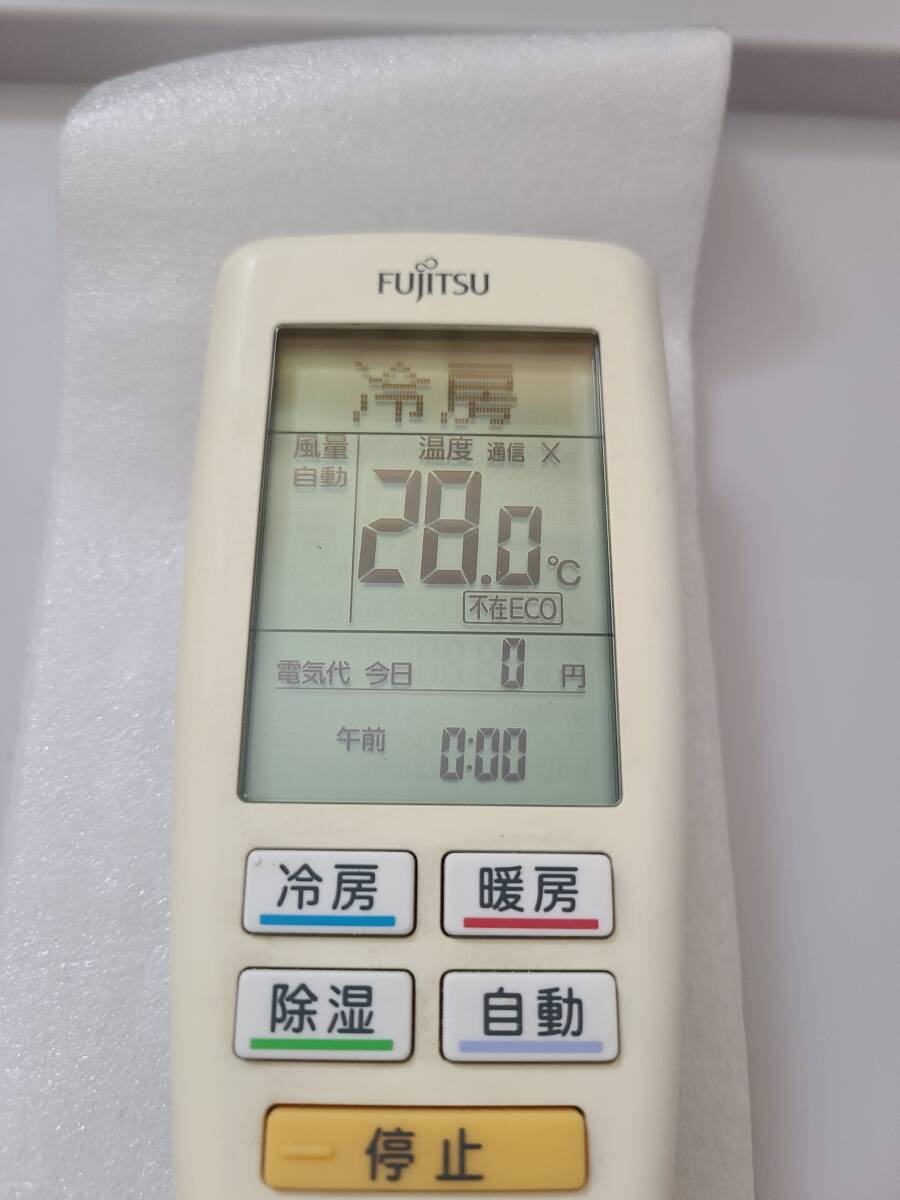 FUJITSU
冷房
風量 温度 通信 X
自動
28.0℃
不在ECO
電気代 今日 0 円
午前 0:00
冷房 暖房
除湿 自動
停止